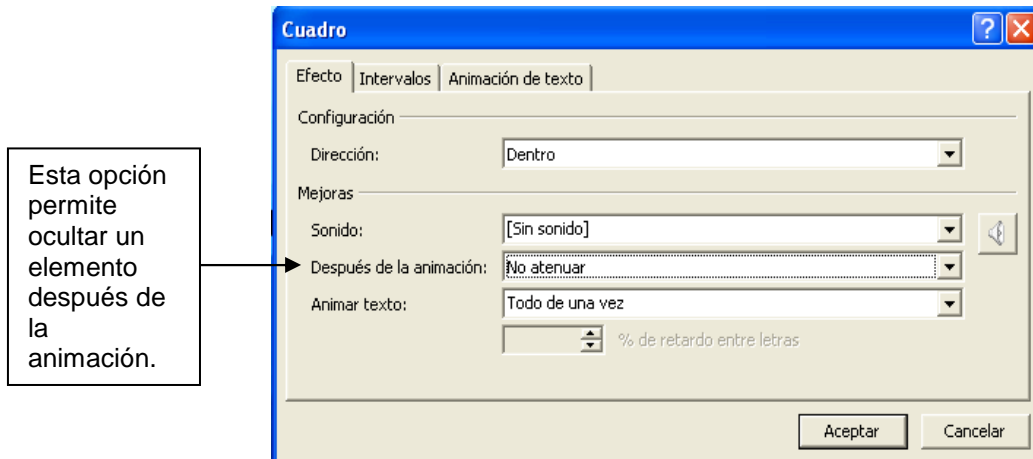 Cuadro
Efecto
Intervalos
Animación de texto
Configuración
Dirección:
Dentro
Mejoras
Sonido:
[Sin sonido]
Después de la animación:
No atenuar
Animar texto:
Todo de una vez
% de retardo entre letras
Aceptar
Cancelar
Esta opción
permite
ocultar un
elemento
después de
la
animación.